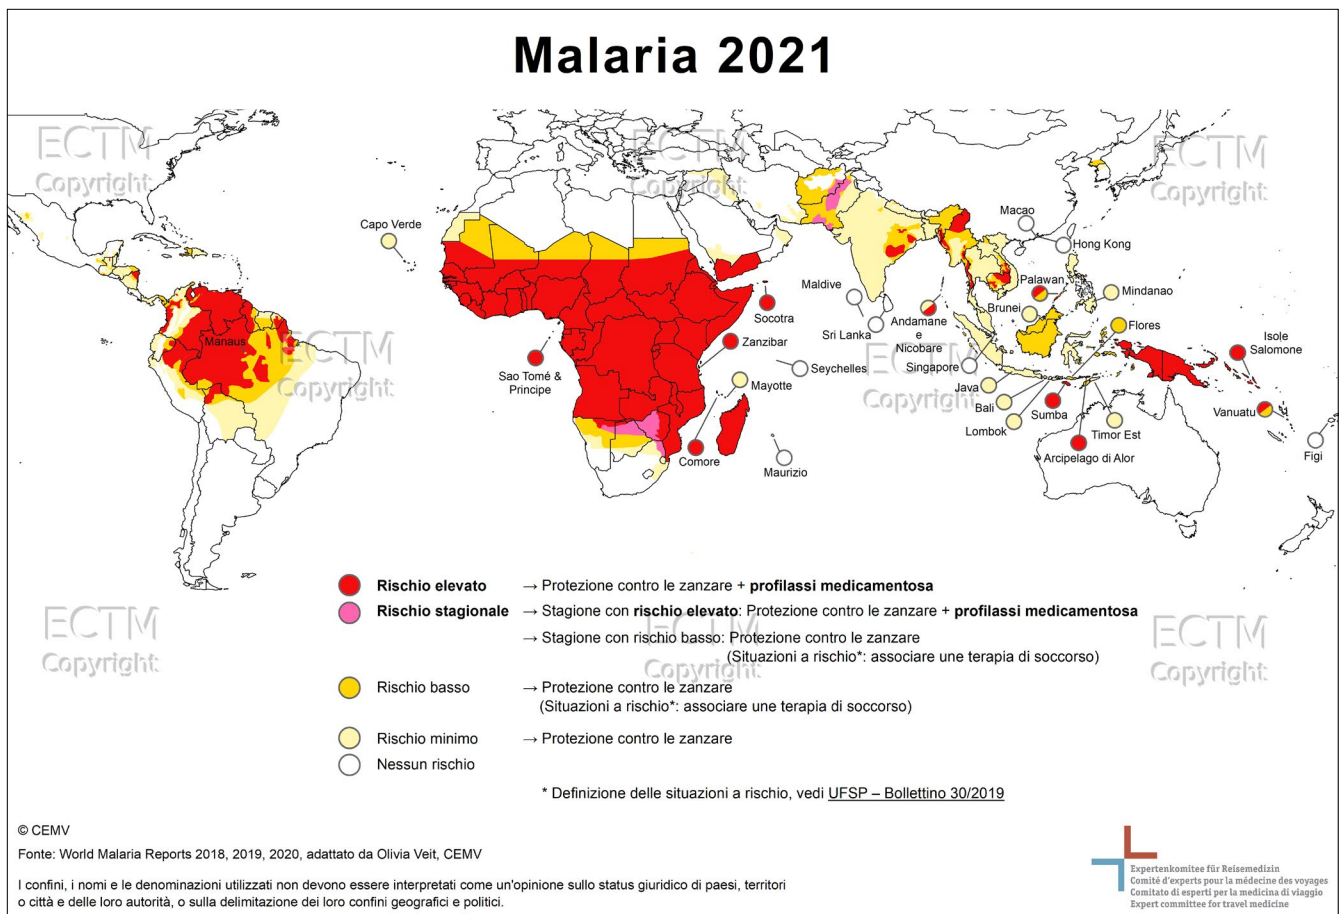 Malaria 2021
ECTM
Copyright
ECTM
Copyright
ECTM
Copyright
Capo Verde
Macao
Hong Kong
Maldive
Palawan
Mindanao
Socotra
Brunei
Flores
Manaus
ECTM
Copyright
Zanzibar
Sri Lanka
Andamane
e
Nicobare
ECTM
Copyright
Isole
Salomone
Sao Tomé &
Principe
Seychelles
Singapore
Mayotte
Java
Bali
Sumba
Vanuatu
Lombok
Timor Est
Comore
Maurizio
Arcipelago di Alor
Figi
Rischio elevato → Protezione contro le zanzare + profilassi medicamentosa
Rischio stagionale → Stagione con rischio elevato: Protezione contro le zanzare + profilassi medicamentosa
→ Stagione con rischio basso: Protezione contro le zanzare
(Situazioni a rischio*: associare una terapia di soccorso)
ECTM
Copyright
ECTM
Copyright
ECTM
Copyright
Rischio basso → Protezione contro le zanzare
(Situazioni a rischio*: associare una terapia di soccorso)
Rischio minimo → Protezione contro le zanzare
Nessun rischio
* Definizione delle situazioni a rischio, vedi UFSP – Bollettino 30/2019
© CEMV
Fonte: World Malaria Reports 2018, 2019, 2020, adattato da Olivia Veit, CEMV
I confini, i nomi e le denominazioni utilizzati non devono essere interpretati come un'opinione sullo status giuridico di paesi, territori
o città e delle loro autorità, o sulla delimitazione dei loro confini geografici e politici.
Expertenkomitee für Reisemedizin
Comité d'experts pour la médecine des voyages
Comitato di esperti per la medicina di viaggio
Expert committee for travel medicine